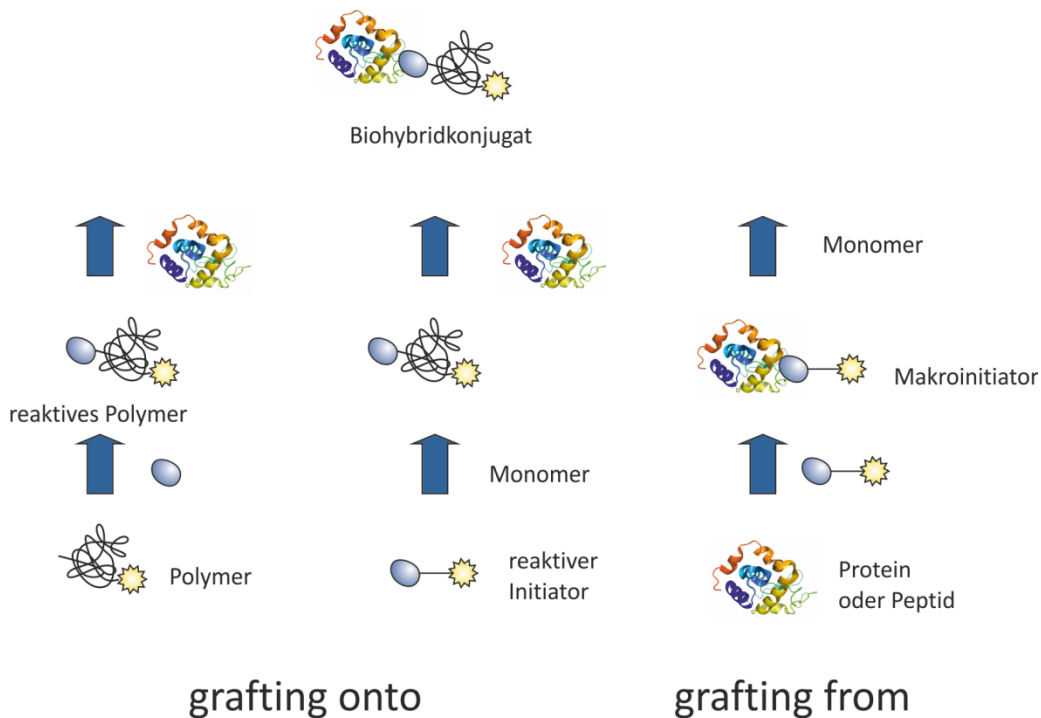 Biohybridkonjugat
Monomer
Makroinitiator
reaktives Polymer
Monomer
Polymer
reaktiver
Initiator
Protein
oder Peptid
grafting onto
grafting from